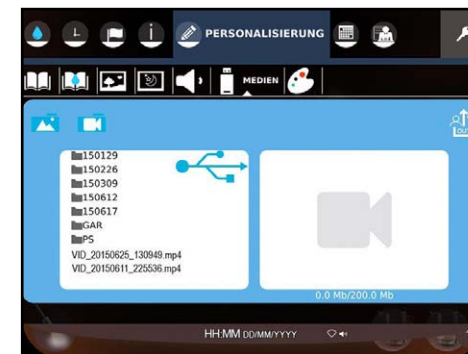 PERSONALISIERUNG
MEDIEN
OUT
150129
150226
150309
150612
150617
GAR
PS
VID_20150625_130949.mp4
VID_20150611_225536.mp4
0.0 Mb/200.0 Mb
HH:MM DD/MM/YYYY